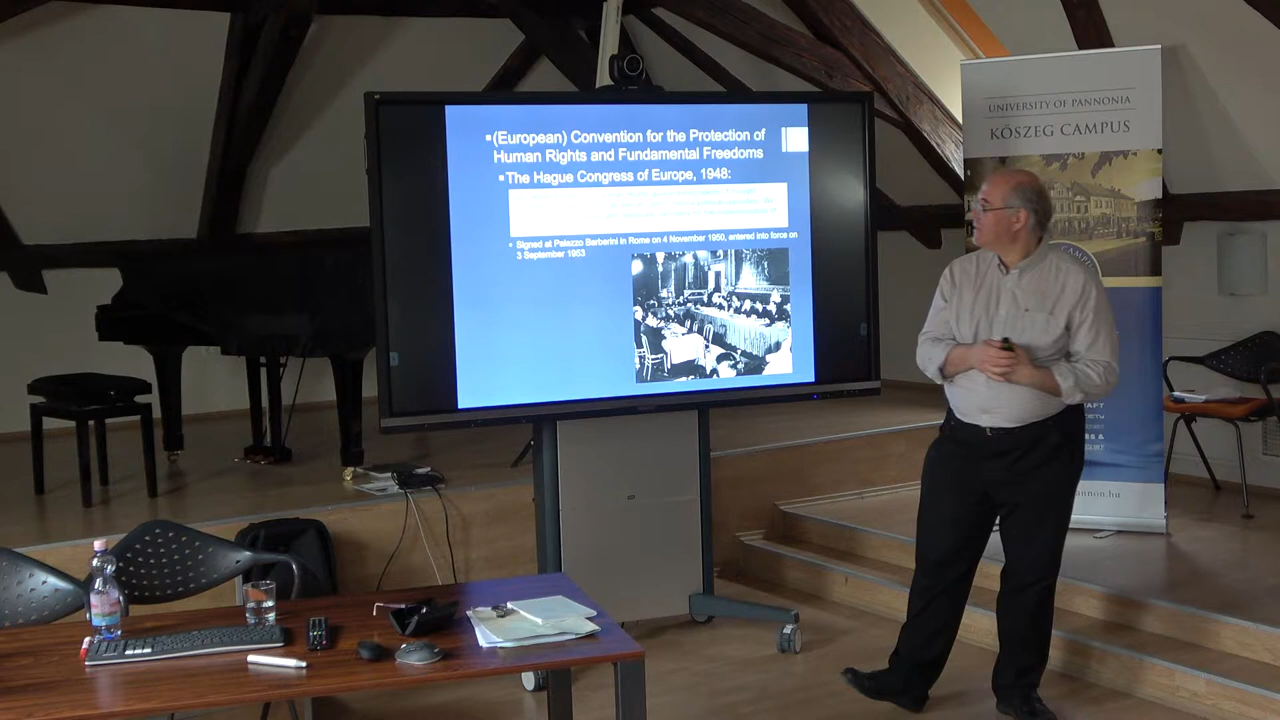 (European) Convention for the Protection of
Human Rights and Fundamental Freedoms
The Hague Congress of Europe, 1948:
Signed at Palazzo Barberini in Rome on 4 November 1950, entered into force on
3 September 1953
UNIVERSITY OF PANNONIA
KŐSZEG CAMPUS